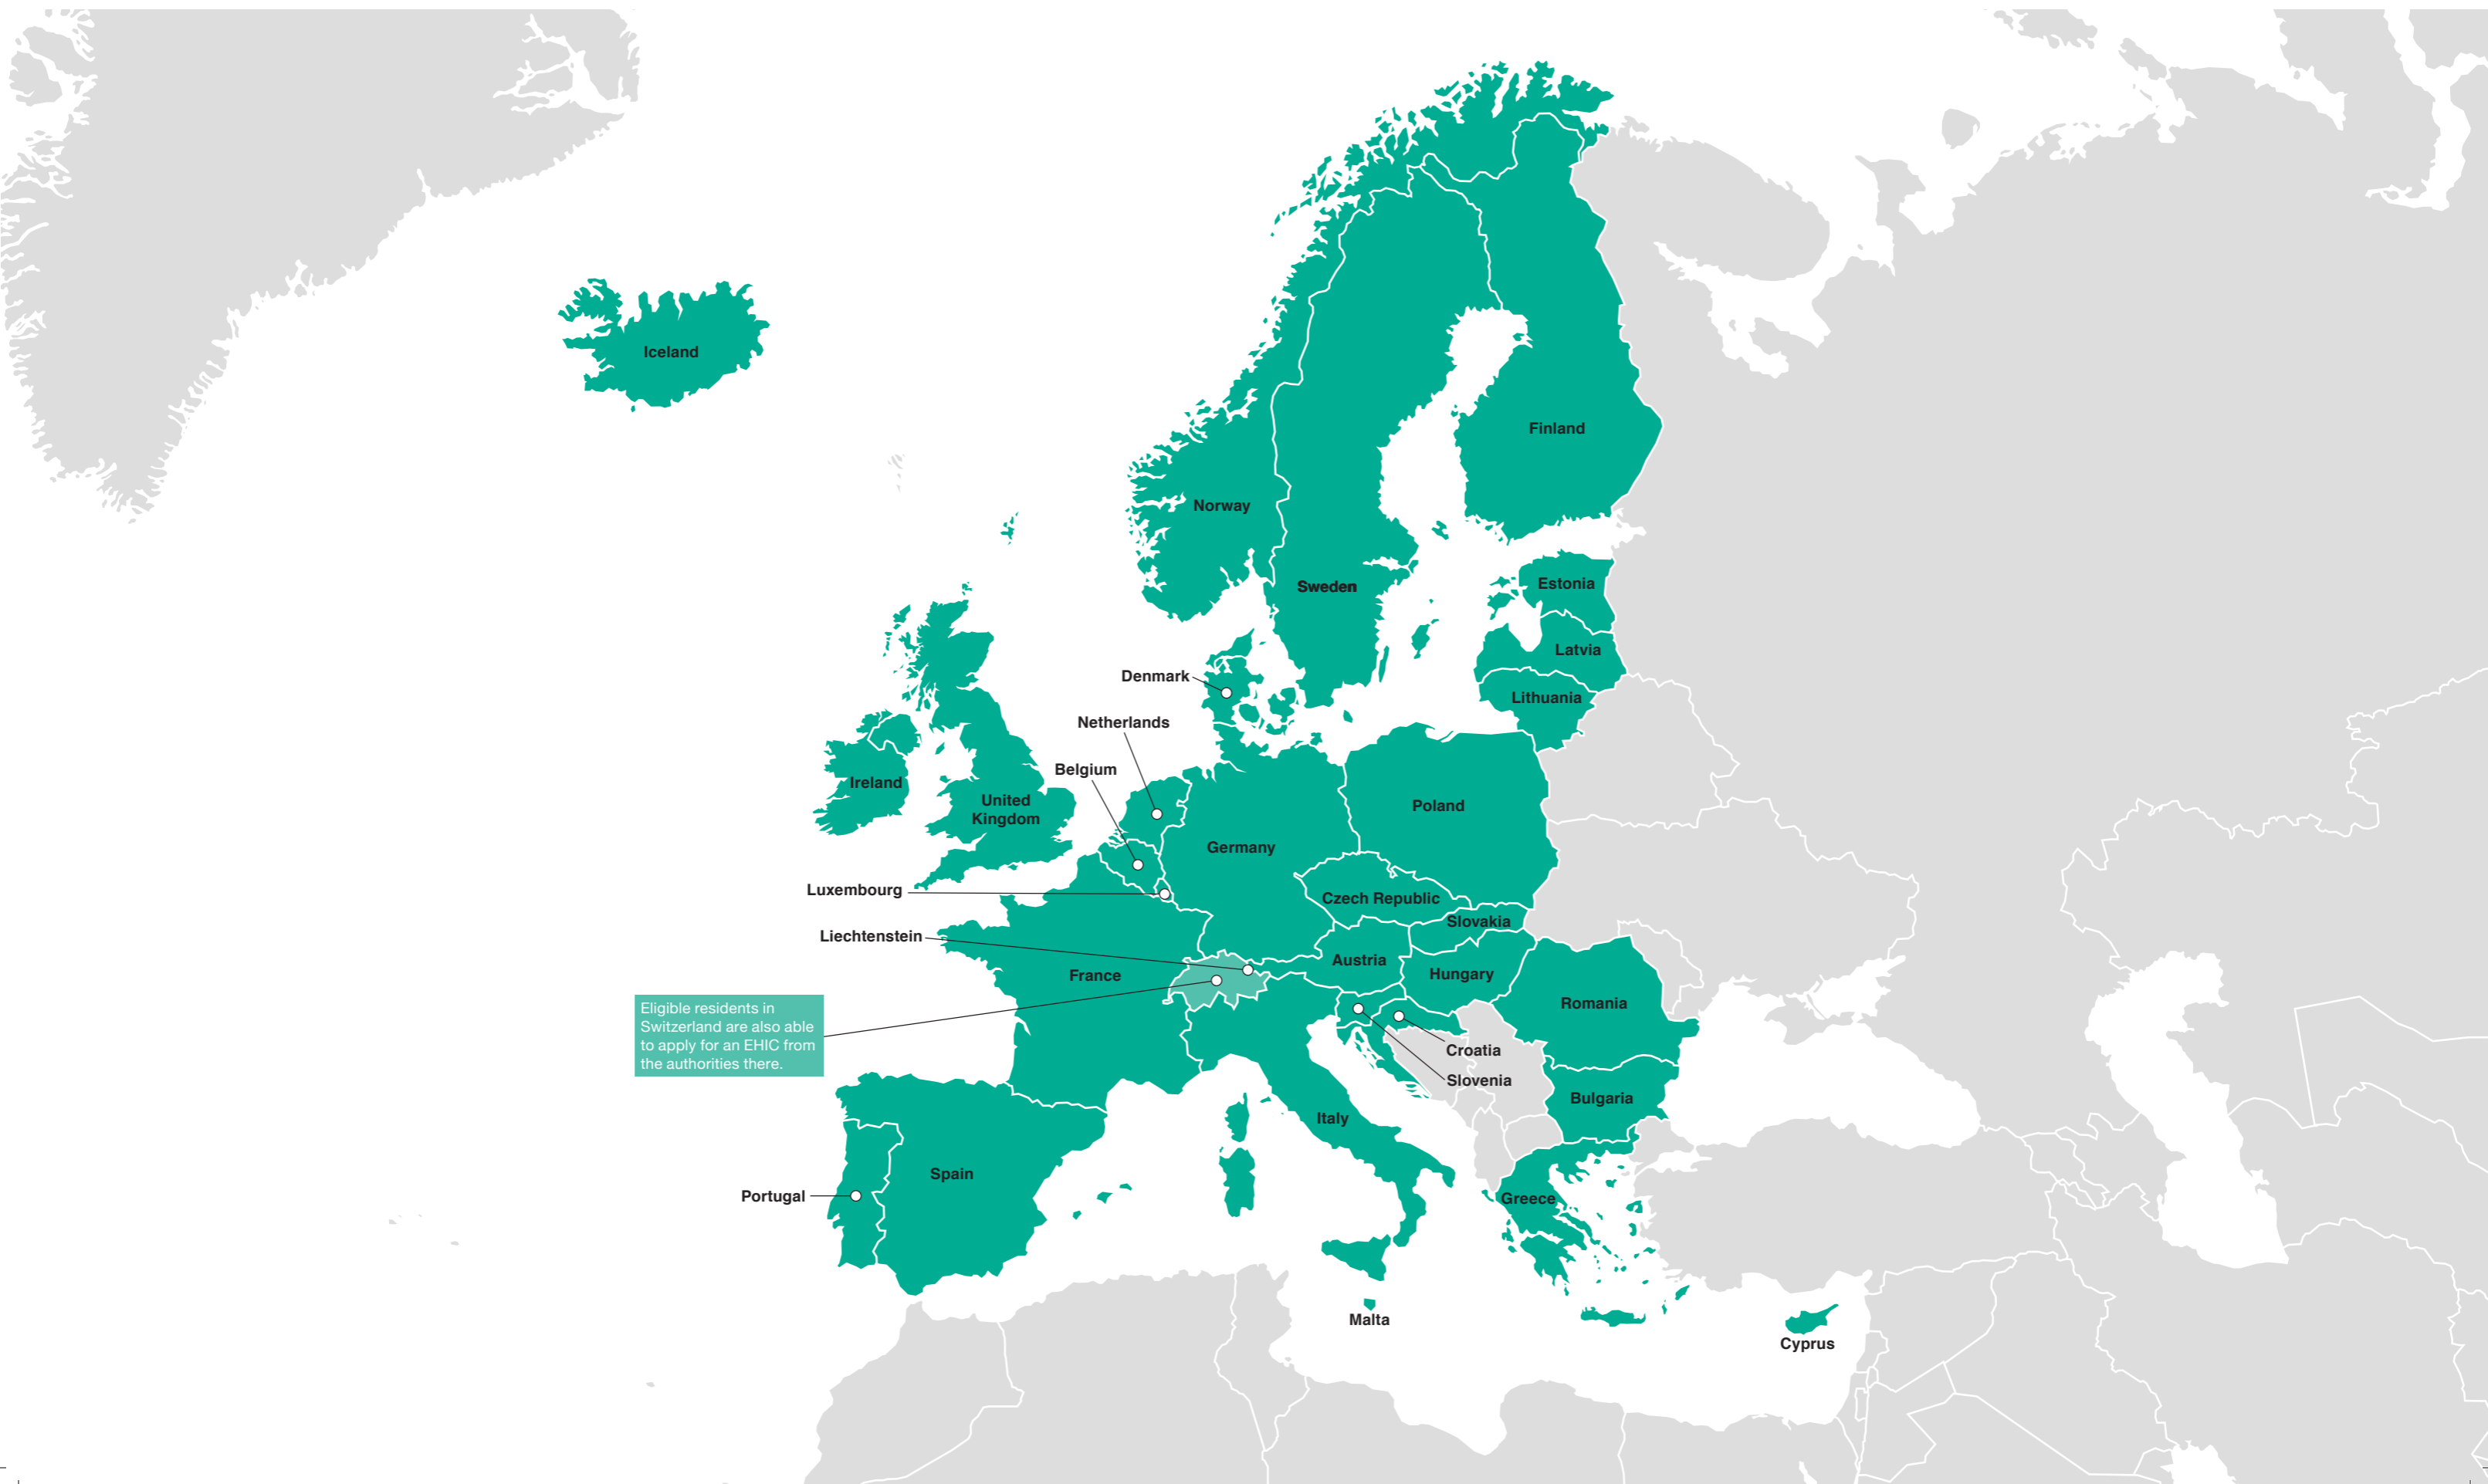 Iceland
Finland
Norway
Sweden
Estonia
Latvia
Denmark
Lithuania
Netherlands
Belgium
Ireland
United
Kingdom
Poland
Germany
Luxembourg
Czech Republic
Slovakia
Liechtenstein
Austria
Hungary
France
Romania
Eligible residents in
Switzerland are also able
to apply for an EHIC from
the authorities there.
Croatia
Slovenia
Bulgaria
Italy
Spain
Portugal
Greece
Malta
Cyprus